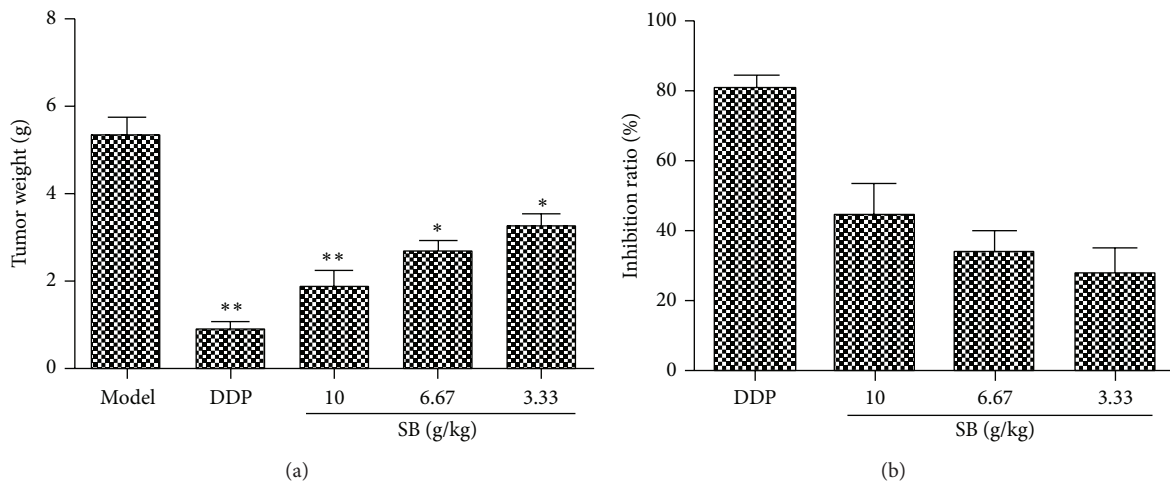 Tumor weight (g)
8
6
4
2
0
**
**
*
*
Model DDP 10 6.67 3.33
SB (g/kg)
(a)
Inhibition ratio (%)
100
80
60
40
20
0
DDP 10 6.67 3.33
SB (g/kg)
(b)